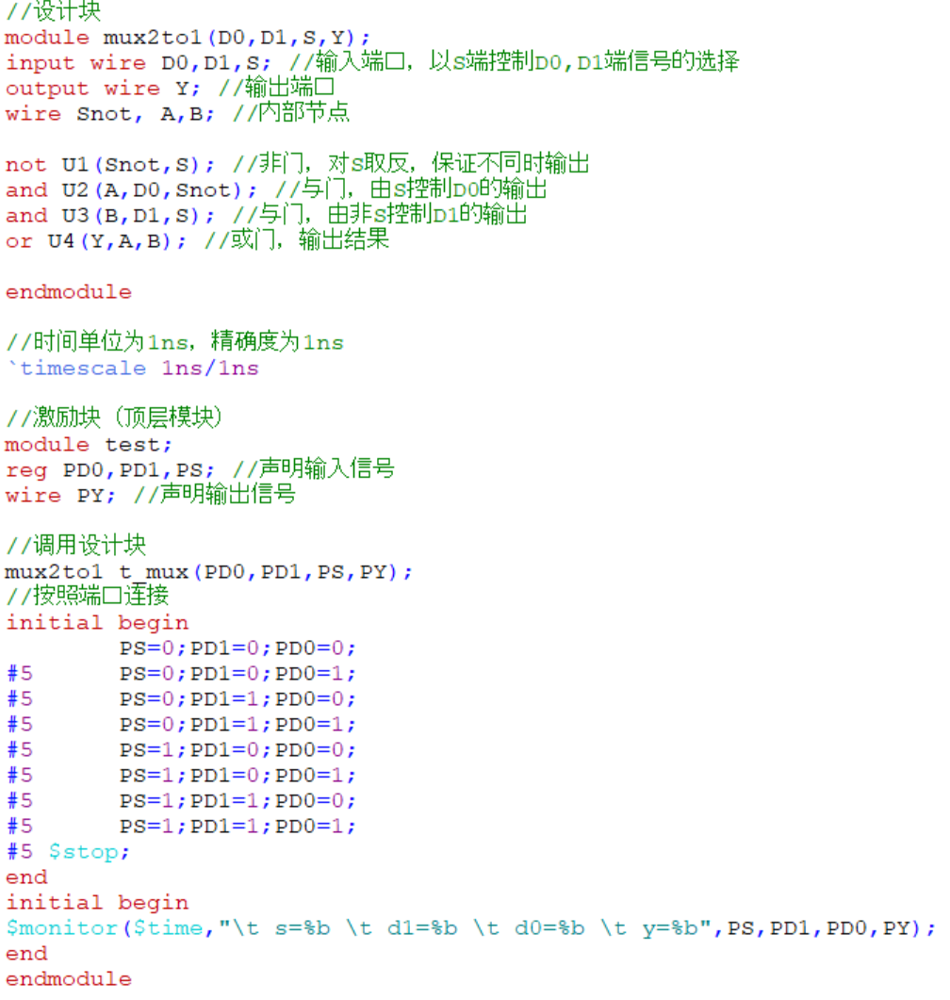 //设计块
module mux2to1(D0,D1,S,Y);
input wire D0,D1,S; //输入端口，以S端控制D0,D1端信号的选择
output wire Y; //输出端口
wire Snot, A,B; //内部节点
not U1(Snot,S); //非门，对S取反，保证不同时输出
and U2(A,D0,Snot); //与门，由S控制D0的输出
and U3(B,D1,S); //与门，由非S控制D1的输出
or U4(Y,A,B); //或门，输出结果
endmodule
//时间单位为1ns，精确度为1ns
`timescale 1ns/1ns
//激励块（顶层模块）
module test;
reg PD0,PD1,PS; //声明输入信号
wire PY; //声明输出信号
//调用设计块
mux2to1 t_mux(PD0,PD1,PS,PY);
//按照端口连接
initial begin
PS=0;PD1=0;PD0=0;
#5 PS=0;PD1=0;PD0=1;
#5 PS=0;PD1=1;PD0=0;
#5 PS=0;PD1=1;PD0=1;
#5 PS=1;PD1=0;PD0=0;
#5 PS=1;PD1=0;PD0=1;
#5 PS=1;PD1=1;PD0=0;
#5 PS=1;PD1=1;PD0=1;
#5 $stop;
end
initial begin
$monitor($time,"\t s=%b \t d1=%b \t d0=%b \t y=%b",PS,PD1,PD0,PY);
end
endmodule